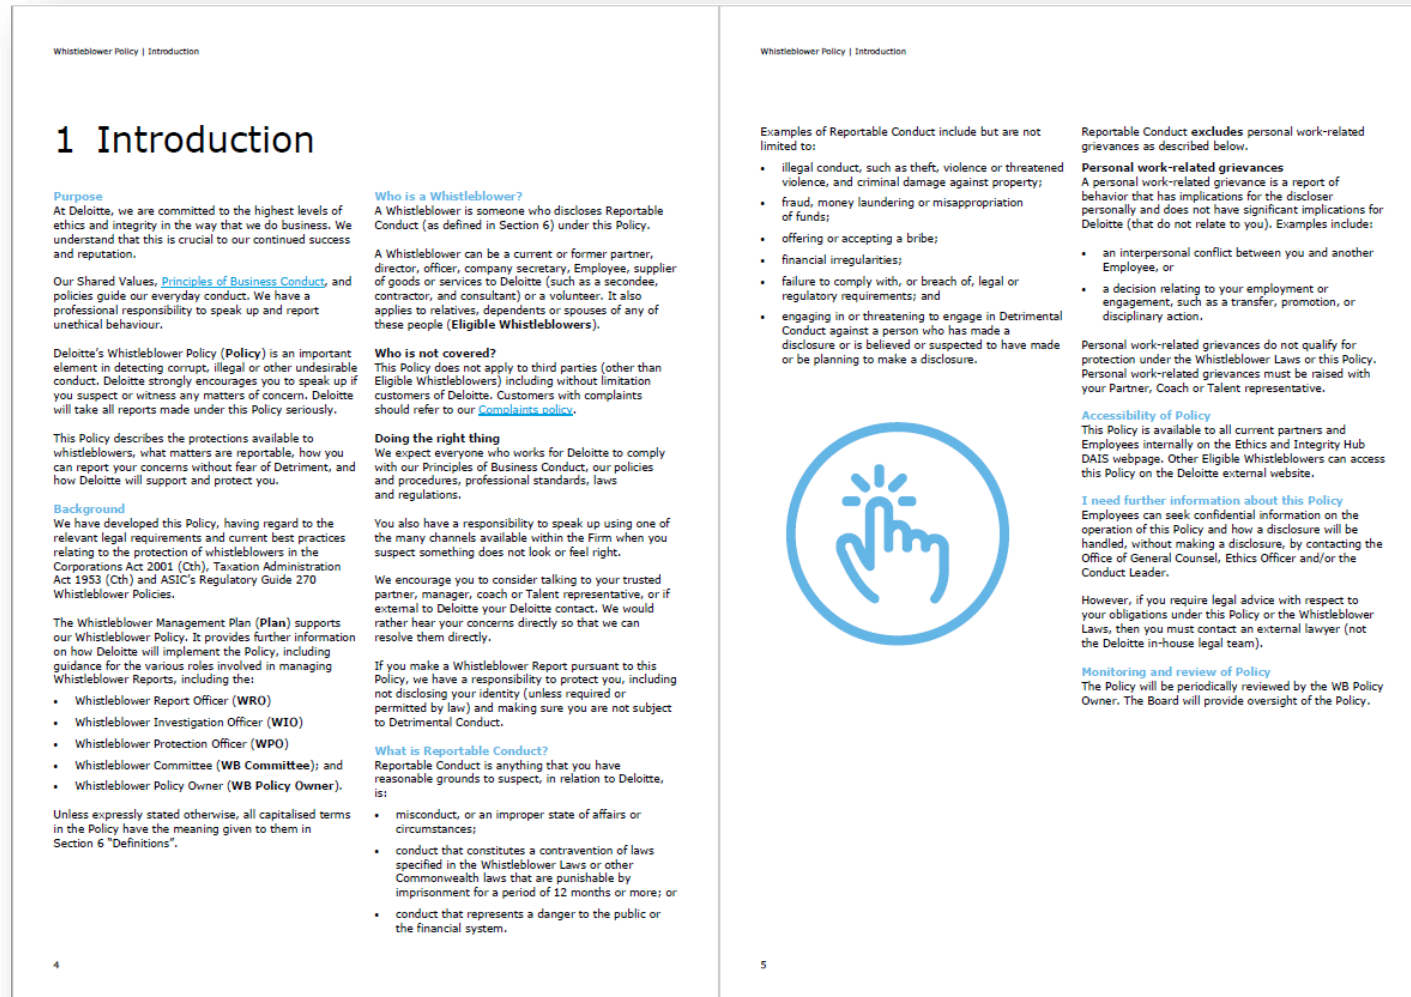 Whistleblower Policy | Introduction
1 Introduction
Purpose
At Deloitte, we are committed to the highest levels of
ethics and integrity in the way that we do business. We
understand that this is crucial to our continued success
and reputation.
Our Shared Values, Principles of Business Conduct, and
policies guide our everyday conduct. We have a
professional responsibility to speak up and report
unethical behaviour.
Deloitte's Whistleblower Policy (Policy) is an important
element in detecting corrupt, illegal or other undesirable
conduct. Deloitte strongly encourages you to speak up if
you suspect or witness any matters of concern. Deloitte
will take all reports made under this Policy seriously.
This Policy describes the protections available to
whistleblowers, what matters are reportable, how you
can report your concerns without fear of Detriment, and
how Deloitte will support and protect you.
Background
We have developed this Policy, having regard to the
relevant legal requirements and current best practices
relating to the protection of whistleblowers in the
Corporations Act 2001 (Cth), Taxation Administration
Act 1953 (Cth) and ASIC's Regulatory Guide 270
Whistleblower Policies.
The Whistleblower Management Plan (Plan) supports
our Whistleblower Policy. It provides further information
on how Deloitte will implement the Policy, including
guidance for the various roles involved in managing
Whistleblower Reports, including the:
• Whistleblower Report Officer (WRO)
• Whistleblower Investigation Officer (WIO)
• Whistleblower Protection Officer (WPO)
• Whistleblower Committee (WB Committee); and
• Whistleblower Policy Owner (WB Policy Owner).
Unless expressly stated otherwise, all capitalised terms
in the Policy have the meaning given to them in
Section 6 "Definitions".
Who is a Whistleblower?
A Whistleblower is someone who discloses Reportable
Conduct (as defined in Section 6) under this Policy.
A Whistleblower can be a current or former partner,
director, officer, company secretary, Employee, supplier
of goods or services to Deloitte (such as a secondee,
contractor, and consultant) or a volunteer. It also
applies to relatives, dependents or spouses of any of
these people (Eligible Whistleblowers).
Who is not covered?
This Policy does not apply to third parties (other than
Eligible Whistleblowers) including without limitation
customers of Deloitte. Customers with complaints
should refer to our Complaints policy.
Doing the right thing
We expect everyone who works for Deloitte to comply
with our Principles of Business Conduct, our policies
and procedures, professional standards, laws
and regulations.
You also have a responsibility to speak up using one of
the many channels available within the Firm when you
suspect something does not look or feel right.
We encourage you to consider talking to your trusted
partner, manager, coach or Talent representative, or if
external to Deloitte your Deloitte contact. We would
rather hear your concerns directly so that we can
resolve them directly.
If you make a Whistleblower Report pursuant to this
Policy, we have a responsibility to protect you, including
not disclosing your identity (unless required or
permitted by law) and making sure you are not subject
to Detrimental Conduct.
What is Reportable Conduct?
Reportable Conduct is anything that you have
reasonable grounds to suspect, in relation to Deloitte,
is:
• misconduct, or an improper state of affairs or
circumstances;
• conduct that constitutes a contravention of laws
specified in the Whistleblower Laws or other
Commonwealth laws that are punishable by
imprisonment for a period of 12 months or more; or
• conduct that represents a danger to the public or
the financial system.
4
Whistleblower Policy | Introduction
Examples of Reportable Conduct include but are not
limited to:
• illegal conduct, such as theft, violence or threatened
violence, and criminal damage against property;
• fraud, money laundering or misappropriation
of funds;
• offering or accepting a bribe;
• financial irregularities;
• failure to comply with, or breach of, legal or
regulatory requirements; and
• engaging in or threatening to engage in Detrimental
Conduct against a person who has made a
disclosure or is believed or suspected to have made
or be planning to make a disclosure.
Reportable Conduct excludes personal work-related
grievances as described below.
Personal work-related grievances
A personal work-related grievance is a report of
behavior that has implications for the discloser
personally and does not have significant implications for
Deloitte (that do not relate to you). Examples include:
• an interpersonal conflict between you and another
Employee, or
• a decision relating to your employment or
engagement, such as a transfer, promotion, or
disciplinary action.
Personal work-related grievances do not qualify for
protection under the Whistleblower Laws or this Policy.
Personal work-related grievances must be raised with
your Partner, Coach or Talent representative.
Accessibility of Policy
This Policy is available to all current partners and
Employees internally on the Ethics and Integrity Hub
DAIS webpage. Other Eligible Whistleblowers can access
this Policy on the Deloitte external website.
I need further information about this Policy
Employees can seek confidential information on the
operation of this Policy and how a disclosure will be
handled, without making a disclosure, by contacting the
Office of General Counsel, Ethics Officer and/or the
Conduct Leader.
However, if you require legal advice with respect to
your obligations under this Policy or the Whistleblower
Laws, then you must contact an external lawyer (not
the Deloitte in-house legal team).
Monitoring and review of Policy
The Policy will be periodically reviewed by the WB Policy
Owner. The Board will provide oversight of the Policy.
5